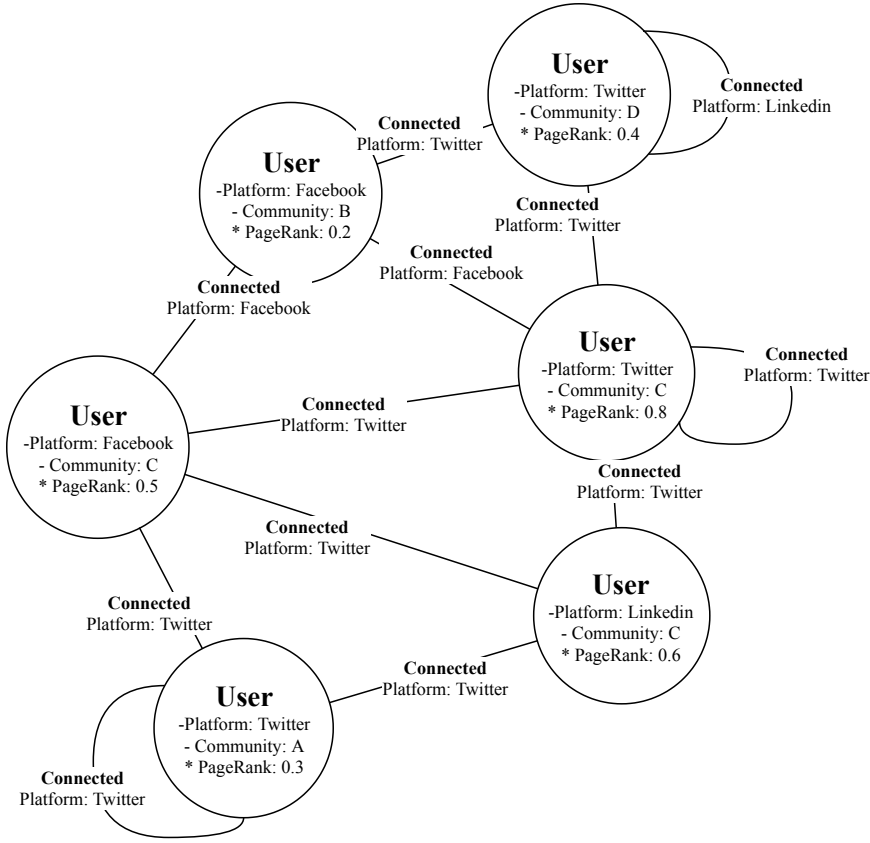 User
-Platform: Twitter
- Community: D
* PageRank: 0.4
Connected
Platform: Linkedin
Connected
Platform: Twitter
User
-Platform: Facebook
- Community: B
* PageRank: 0.2
Connected
Platform: Twitter
Connected
Platform: Facebook
Connected
Platform: Facebook
User
-Platform: Twitter
- Community: C
* PageRank: 0.8
Connected
Platform: Twitter
User
-Platform: Facebook
- Community: C
* PageRank: 0.5
Connected
Platform: Twitter
Connected
Platform: Twitter
Connected
Platform: Twitter
User
-Platform: Linkedin
- Community: C
* PageRank: 0.6
Connected
Platform: Twitter
Connected
Platform: Twitter
User
-Platform: Twitter
- Community: A
* PageRank: 0.3
Connected
Platform: Twitter